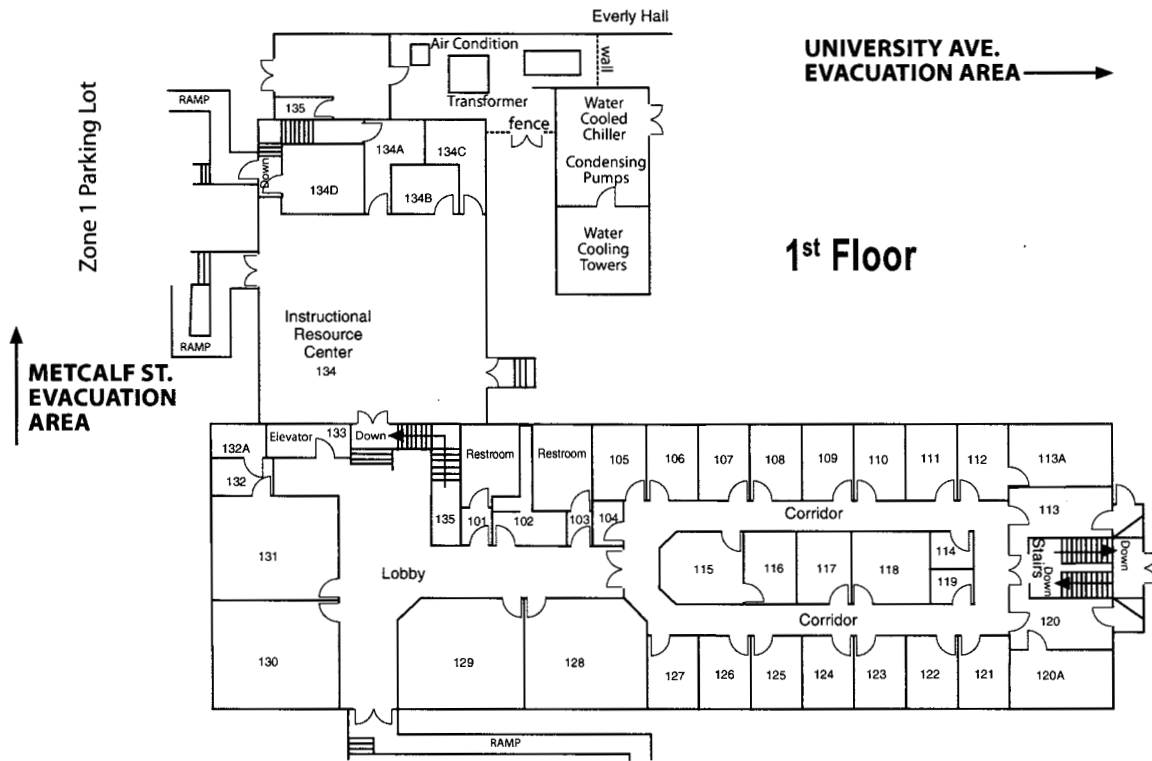 Everly Hall
Air Condition
wall
UNIVERSITY AVE.
EVACUATION AREA
RAMP
135
Transformer
Water
Cooled
Chiller
Zone 1 Parking Lot
fence
134A
134C
Condensing
Pumps
Down
134D
134B
Water
Cooling
Towers
1st Floor
Instructional
Resource
Center
134
RAMP
METCALF ST.
EVACUATION
AREA
132A
Elevator
133
Down
Restroom
Restroom
105
106
107
108
109
110
111
112
113A
132
135
101
102
103
104
Corridor
113
131
Lobby
115
116
117
118
114
119
Stairs
Down
Down
Corridor
120
130
129
128
127
126
125
124
123
122
121
120A
RAMP